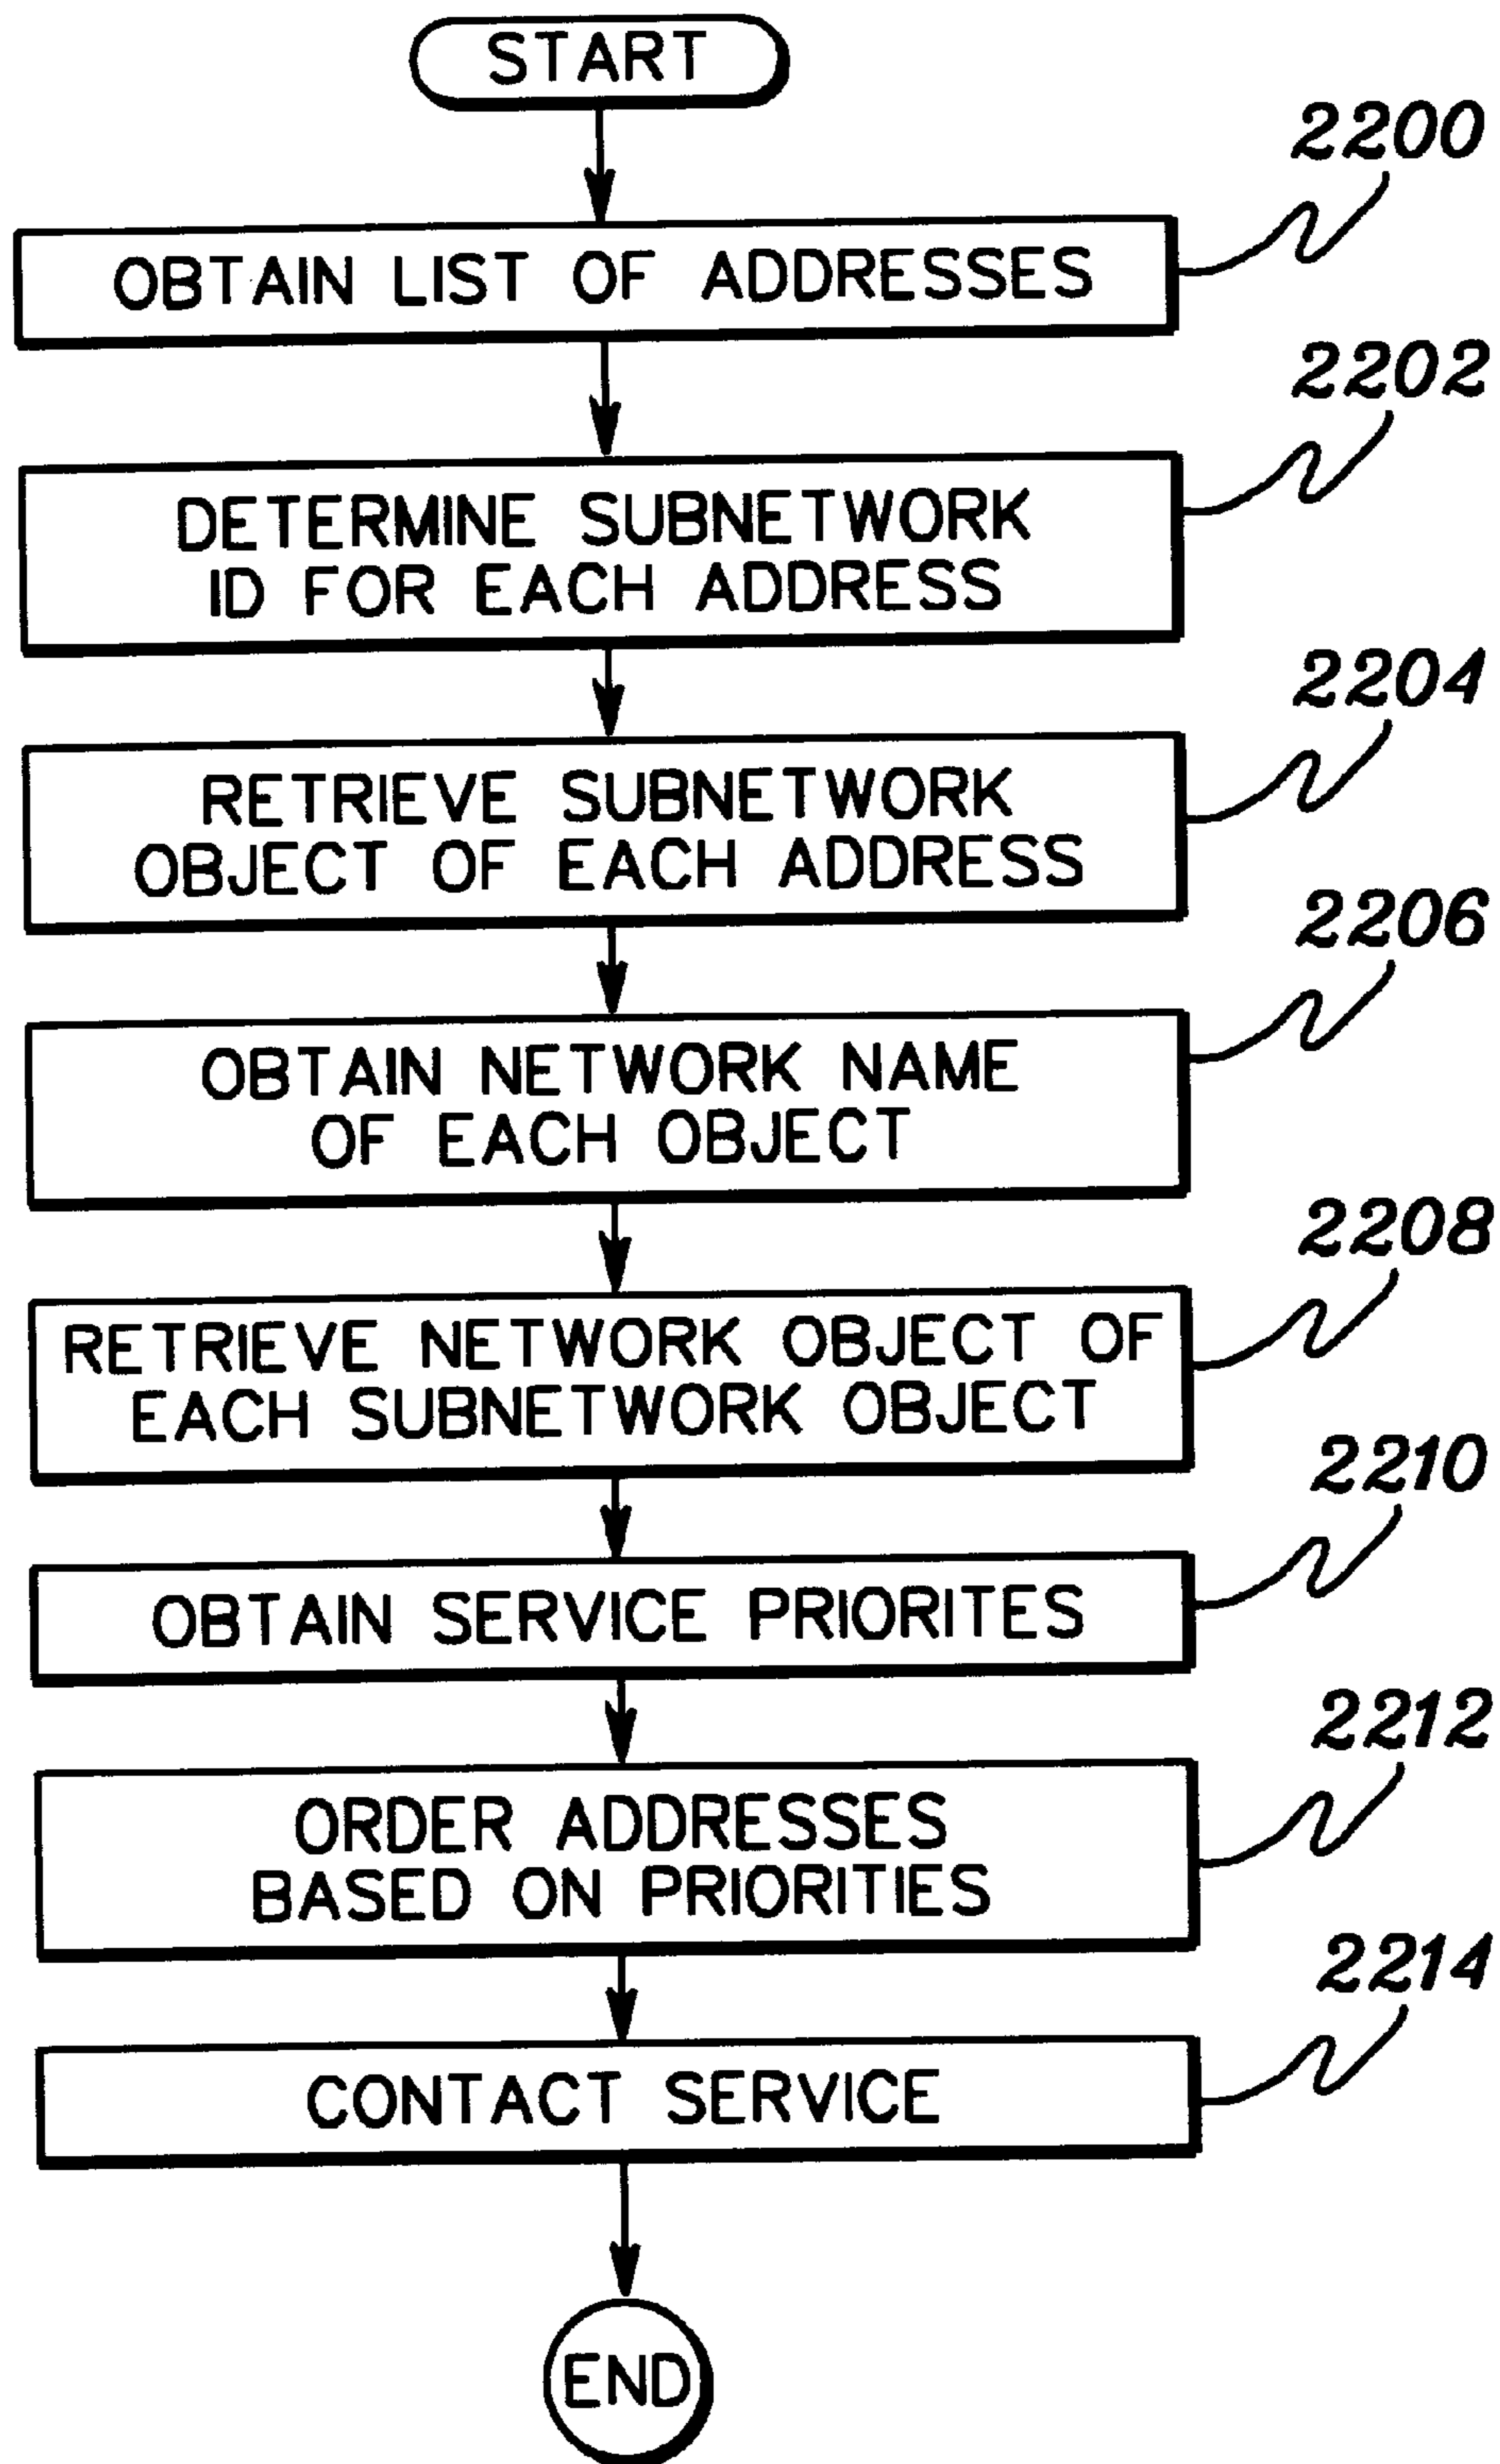 START
2200
OBTAIN LIST OF ADDRESSES
2202
DETERMINE SUBNETWORK
ID FOR EACH ADDRESS
2204
RETRIEVE SUBNETWORK
OBJECT OF EACH ADDRESS
2206
OBTAIN NETWORK NAME
OF EACH OBJECT
2208
RETRIEVE NETWORK OBJECT OF
EACH SUBNETWORK OBJECT
2210
OBTAIN SERVICE PRIORITES
2212
ORDER ADDRESSES
BASED ON PRIORITIES
2214
CONTACT SERVICE
END